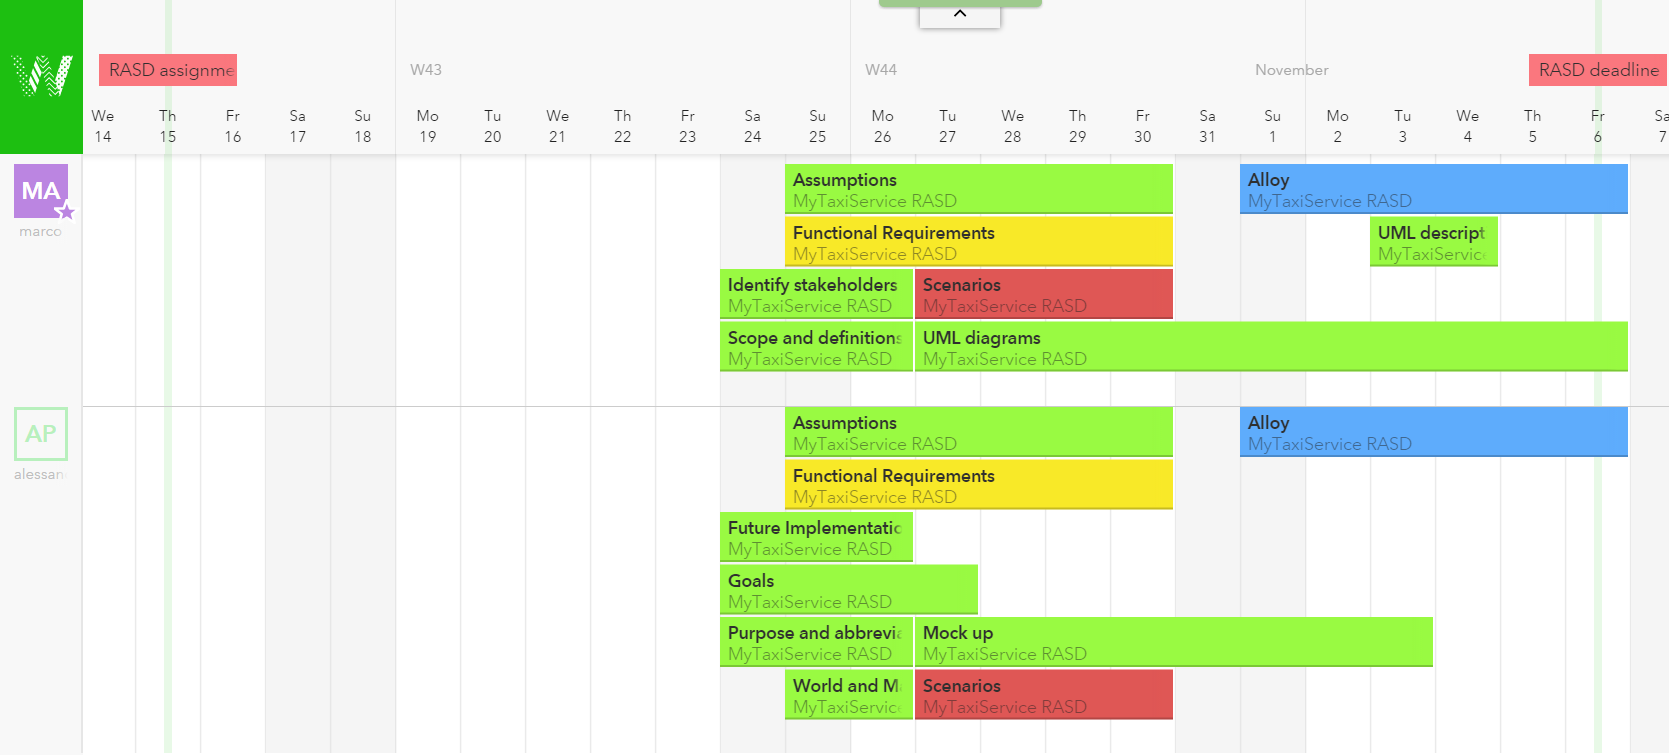 W
RASD assignme
W43
W44
November
RASD deadline
We Th Fr Sa Su Mo Tu We Th Fr Sa Su Mo Tu We Th Fr Sa Su Mo Tu We Th Fr Sa
14 15 16 17 18 19 20 21 22 23 24 25 26 27 28 29 30 31 1 2 3 4 5 6 7
MA
marco
Assumptions
MyTaxiService RASD
Alloy
MyTaxiService RASD
Functional Requirements
MyTaxiService RASD
UML descript
MyTaxiService
Identify stakeholders
MyTaxiService RASD
Scenarios
MyTaxiService RASD
Scope and definitions
MyTaxiService RASD
UML diagrams
MyTaxiService RASD
AP
alessan
Assumptions
MyTaxiService RASD
Alloy
MyTaxiService RASD
Functional Requirements
MyTaxiService RASD
Future Implementatio
MyTaxiService RASD
Goals
MyTaxiService RASD
Purpose and abbrevia
MyTaxiService RASD
Mock up
MyTaxiService RASD
World and Ma
MyTaxiService
Scenarios
MyTaxiService RASD